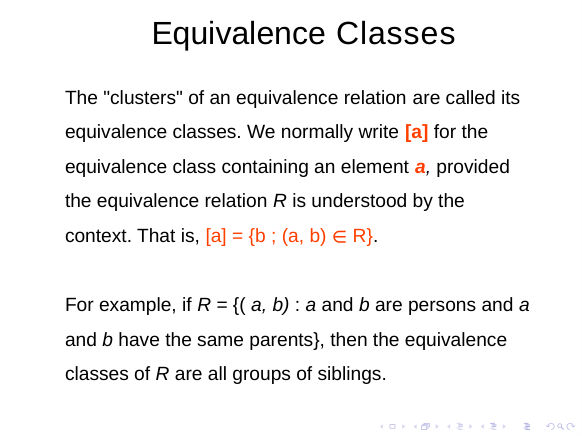 Equivalence Classes
The "clusters" of an equivalence relation are called its
equivalence classes. We normally write [a] for the
equivalence class containing an element a, provided
the equivalence relation R is understood by the
context. That is, [a] = {b ; (a, b) ∈ R}.
For example, if R = {( a, b) : a and b are persons and a
and b have the same parents}, then the equivalence
classes of R are all groups of siblings.